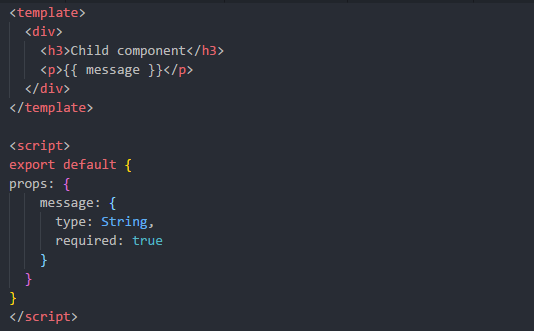 <template>
  <div>
    <h3>Child component</h3>
    <p>{{ message }}</p>
  </div>
</template>

<script>
export default {
props: {
    message: {
      type: String,
      required: true
    }
  }
}
</script>